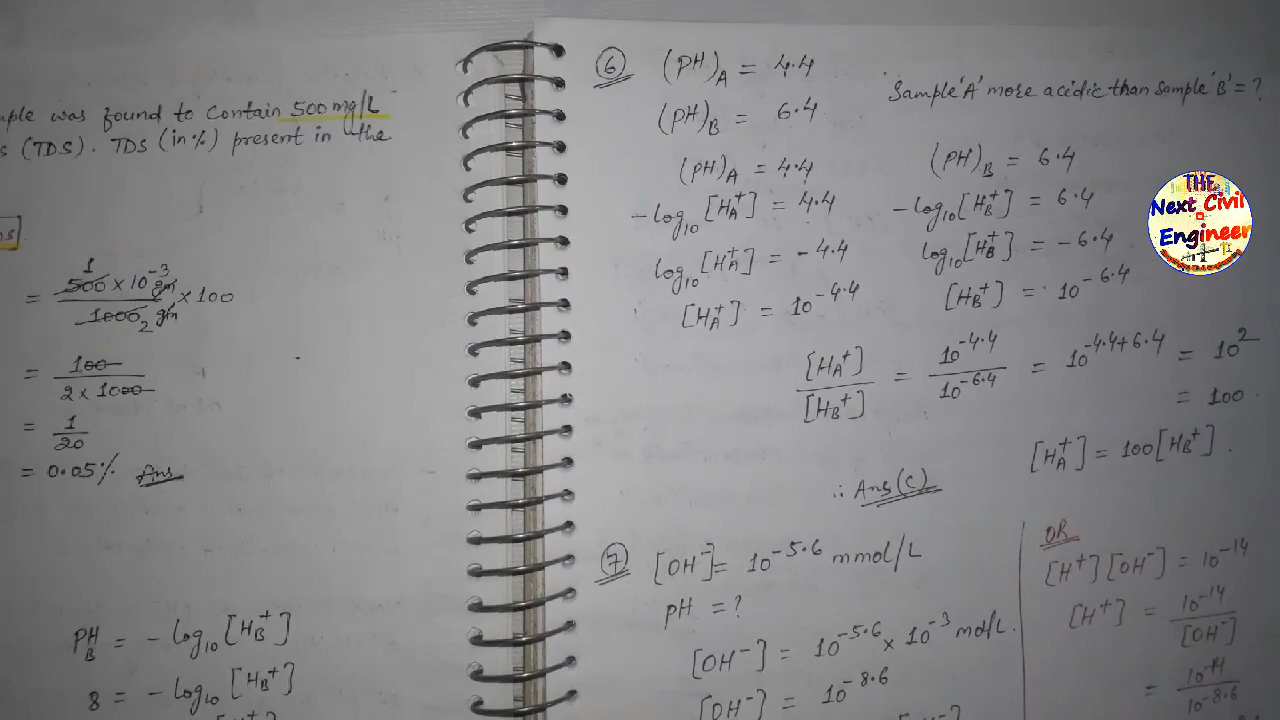 ple was found to contain 500 mg/L
s (TDS). TDS (in %) present in the
ns].
= 500 × 10⁻³ gm / 1000 gm × 100
1
2
= 100 / 2 × 1000
= 1/20
= 0.05% Ans
PH_B = -log₁₀ [H_B⁺]
8 = -log₁₀ [H_B⁺]
⑥ (PH)_A = 4.4
Sample 'A' more acidic than sample 'B' = ?
(PH)_B = 6.4
(PH)_A = 4.4
-log₁₀ [H_A⁺] = 4.4
log₁₀ [H_A⁺] = -4.4
[H_A⁺] = 10^-4.4
(PH)_B = 6.4
-log₁₀ [H_B⁺] = 6.4
log₁₀ [H_B⁺] = -6.4
[H_B⁺] = 10^-6.4
[H_A⁺] / [H_B⁺] = 10^-4.4 / 10^-6.4 = 10^-4.4+6.4 = 10²
= 100.
[H_A⁺] = 100 [H_B⁺].
∴ Ans (C)
⑦ [OH⁻] = 10^-5.6 mmol/L
PH = ?
[OH⁻] = 10^-5.6 × 10⁻³ mol/L.
[OH⁻] = 10^-8.6
OR
[H⁺][OH⁻] = 10⁻¹⁴
[H⁺] = 10⁻¹⁴ / [OH⁻]
= 10⁻¹⁴ / 10^-8.6
THE
Next Civil
Engineer